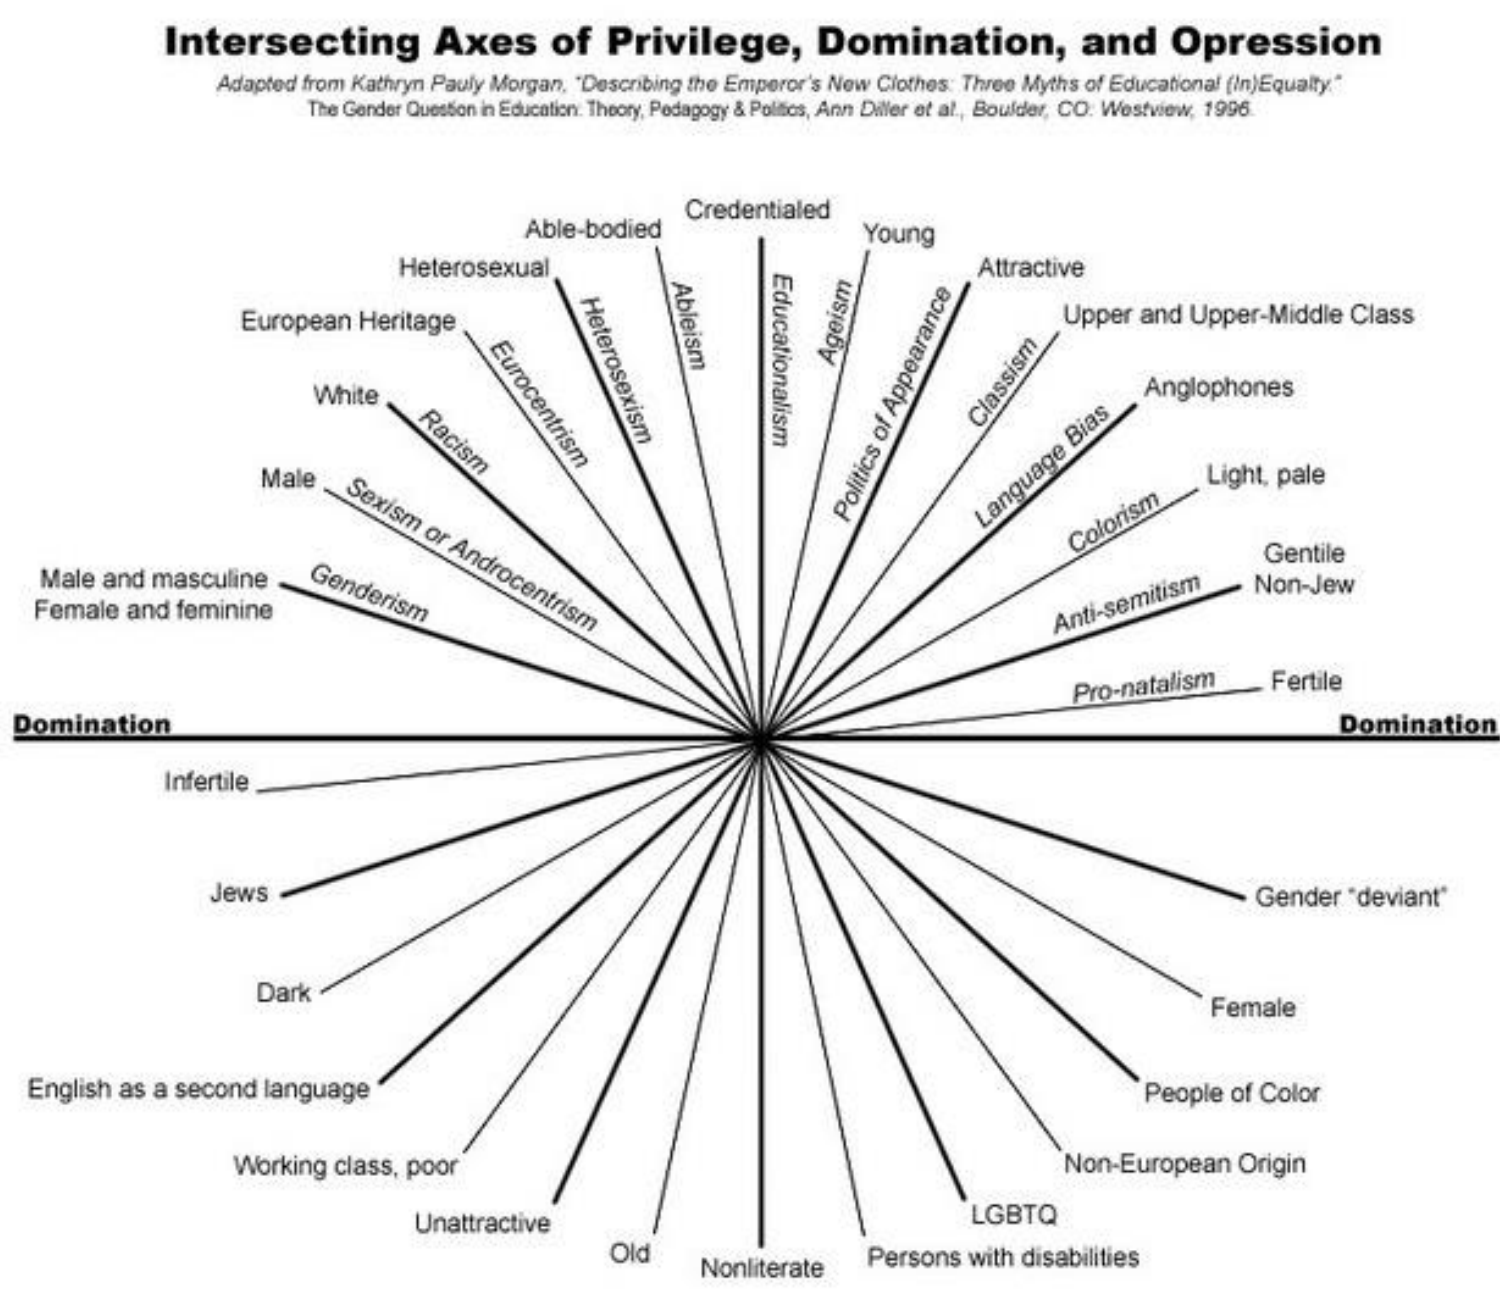 Intersecting Axes of Privilege, Domination, and Opression
Adapted from Kathryn Pauly Morgan, "Describing the Emperor's New Clothes: Three Myths of Educational (In)Equalty."
The Gender Question in Education: Theory, Pedagogy & Politics, Ann Diller et al., Boulder, CO: Westview, 1996.
Credentialed
Able-bodied
Young
Heterosexual
Attractive
European Heritage
Upper and Upper-Middle Class
White
Anglophones
Male
Light, pale
Male and masculine
Female and feminine
Gentile
Non-Jew
Fertile
Genderism
Sexism or Androcentrism
Racism
Eurocentrism
Heterosexism
Ableism
Educationalism
Ageism
Politics of Appearance
Classism
Language Bias
Colorism
Anti-semitism
Pro-natalism
Domination
Domination
Infertile
Jews
Gender "deviant"
Dark
Female
English as a second language
People of Color
Working class, poor
Non-European Origin
Unattractive
LGBTQ
Old
Persons with disabilities
Nonliterate